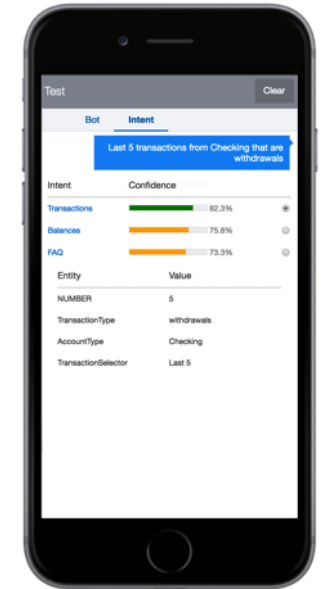 Test Clear
Bot Intent
Last 5 transactions from Checking that are
withdrawals
Intent Confidence
Transactions 82.3%
Balances 75.8%
FAQ 73.3%
Entity Value
NUMBER 5
TransactionType withdrawals
AccountType Checking
TransactionSelector Last 5